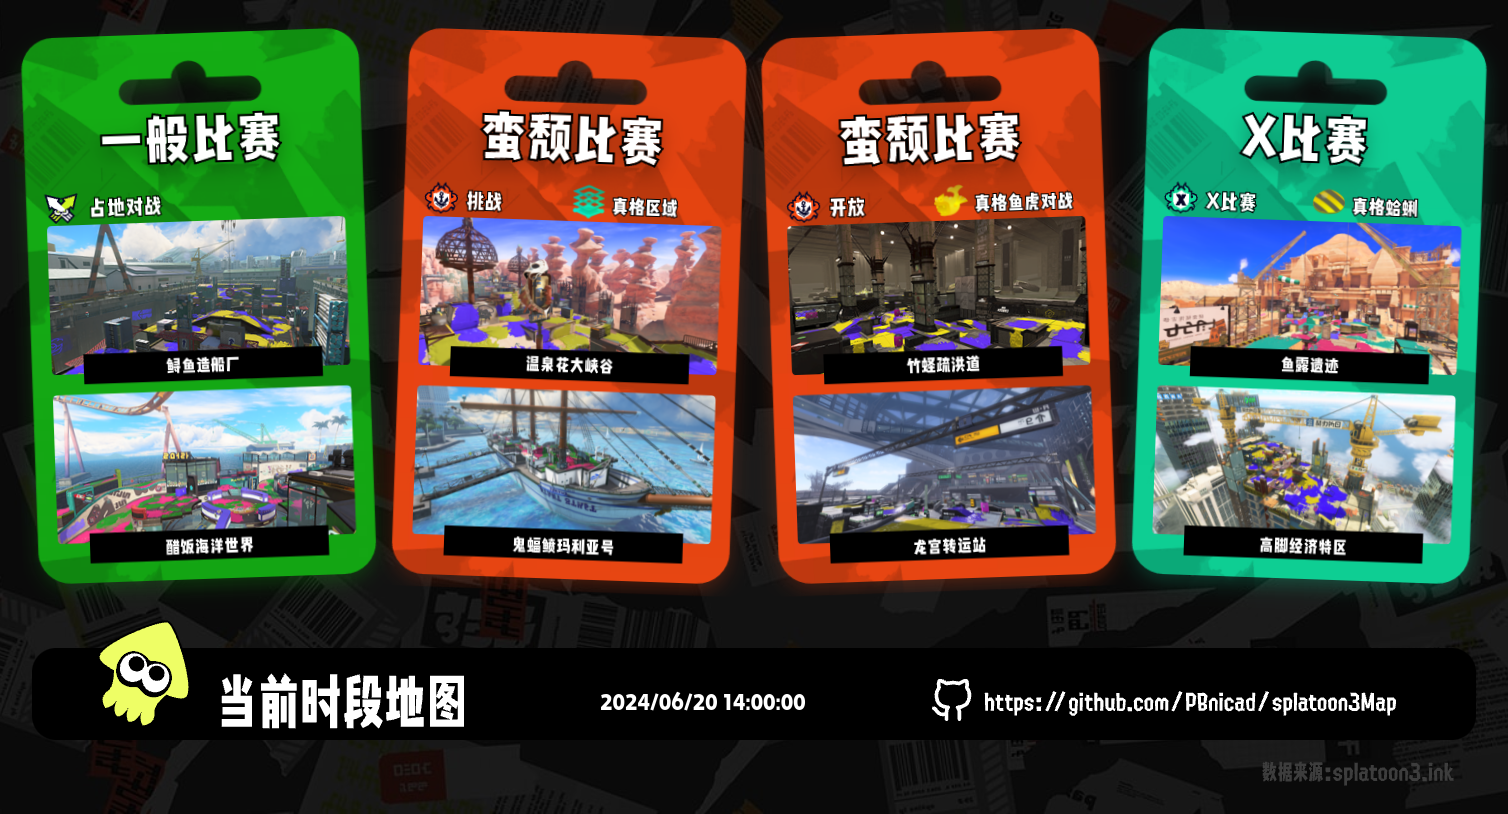 一般比赛
占地对战
鲟鱼造船厂
醋饭海洋世界
蛮颓比赛
挑战
真格区域
温泉花大峡谷
鬼蝠鲼玛利亚号
蛮颓比赛
开放
真格鱼虎对战
竹蛏疏洪道
龙宫转运站
X比赛
X比赛
真格蛤蜊
鱼露遗迹
高脚经济特区
当前时段地图
2024/06/20 14:00:00
https://github.com/PBnicad/splatoon3Map
数据来源:splatoon3.ink